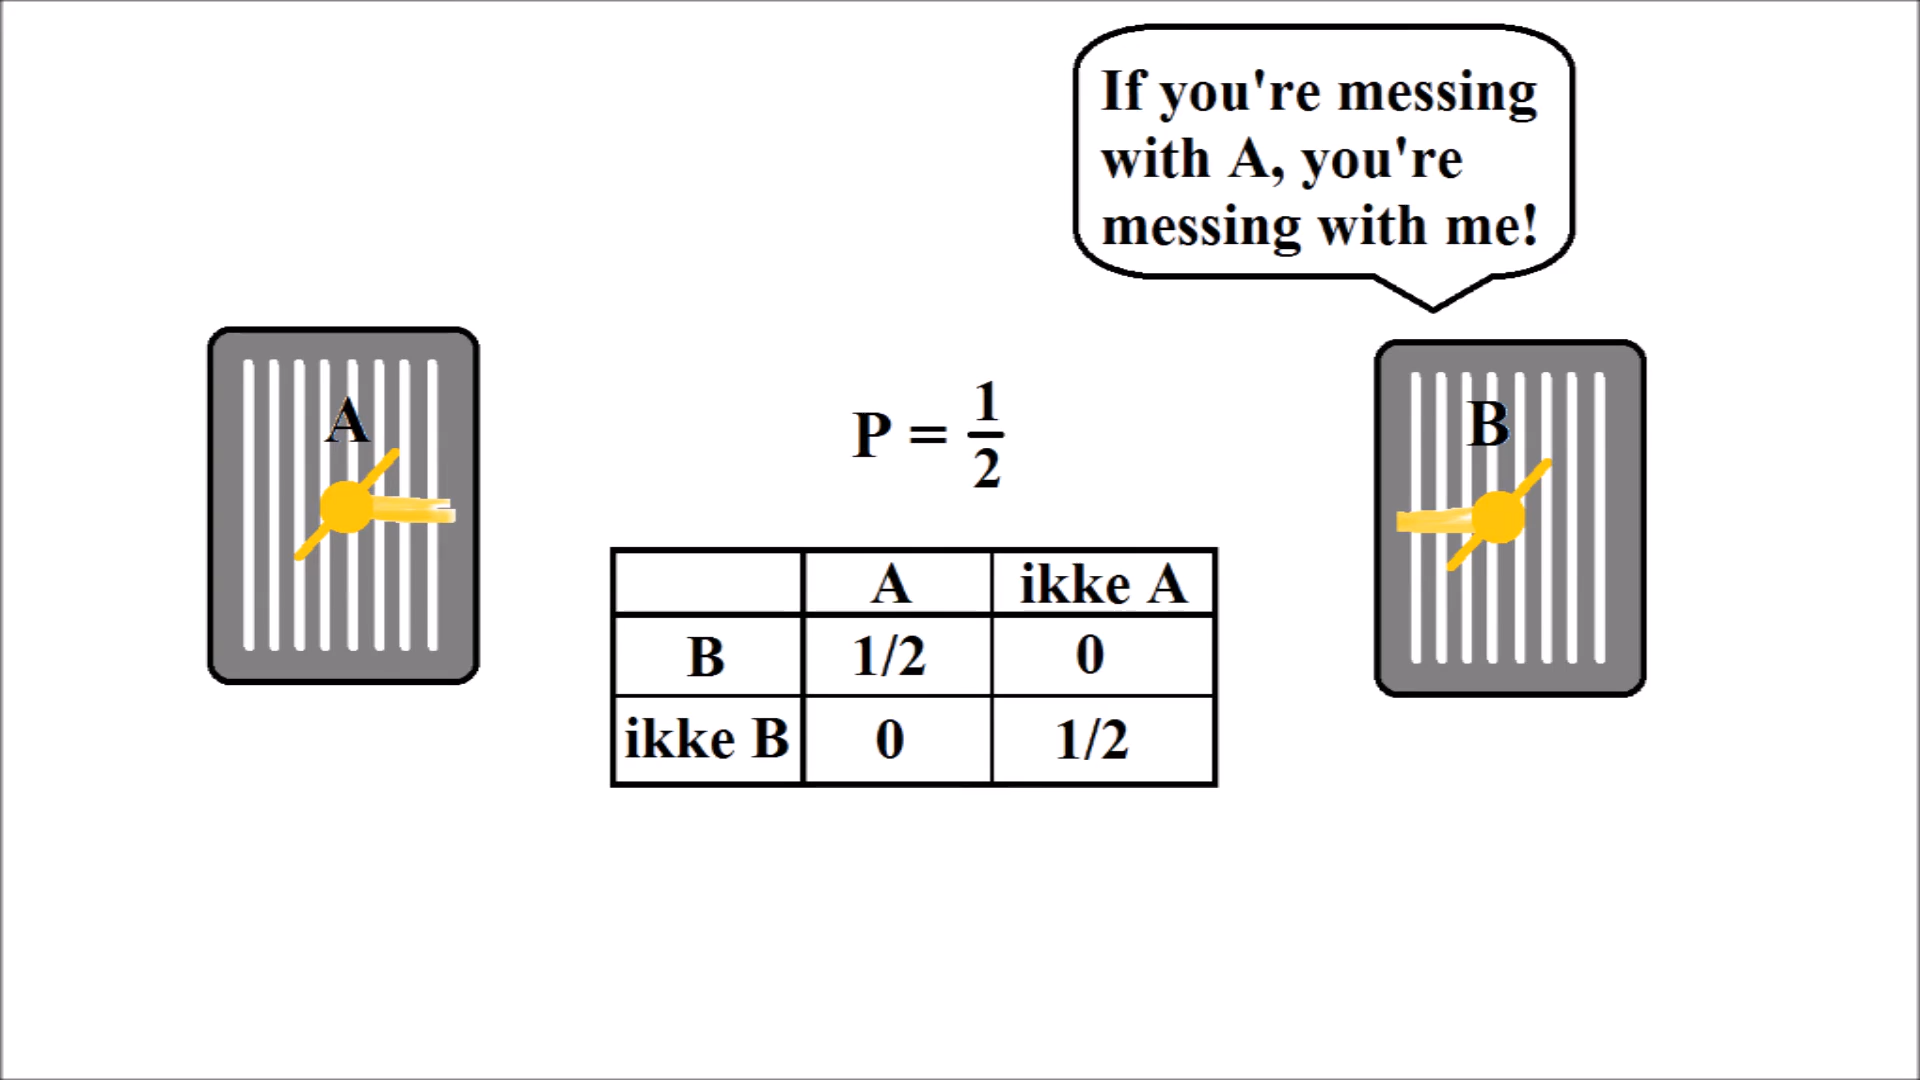 If you're messing
with A, you're
messing with me!
A
B
P = 1/2
A ikke A
B 1/2 0
ikke B 0 1/2